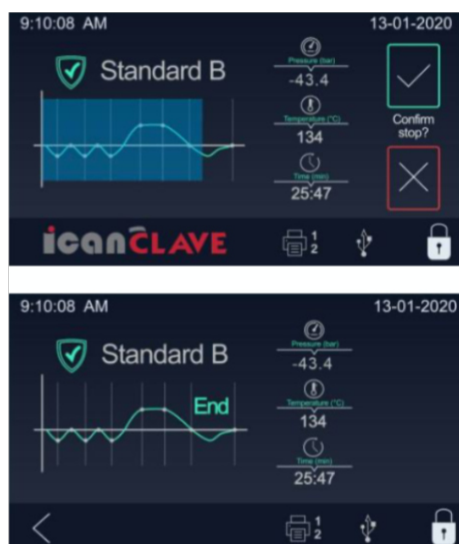 9:10:08 AM 13-01-2020
Standard B
Pressure (bar)
-43.4
Temperature (°C)
134
Time (min)
25:47
Confirm
stop?
icanCLAVE
1
2
9:10:08 AM 13-01-2020
Standard B
End
Pressure (bar)
-43.4
Temperature (°C)
134
Time (min)
25:47
1
2